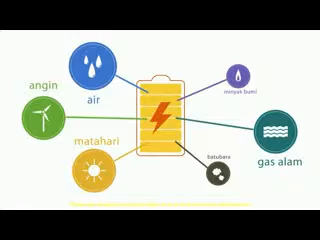 angin
air
minyak bumi
matahari
gas alam
batubara